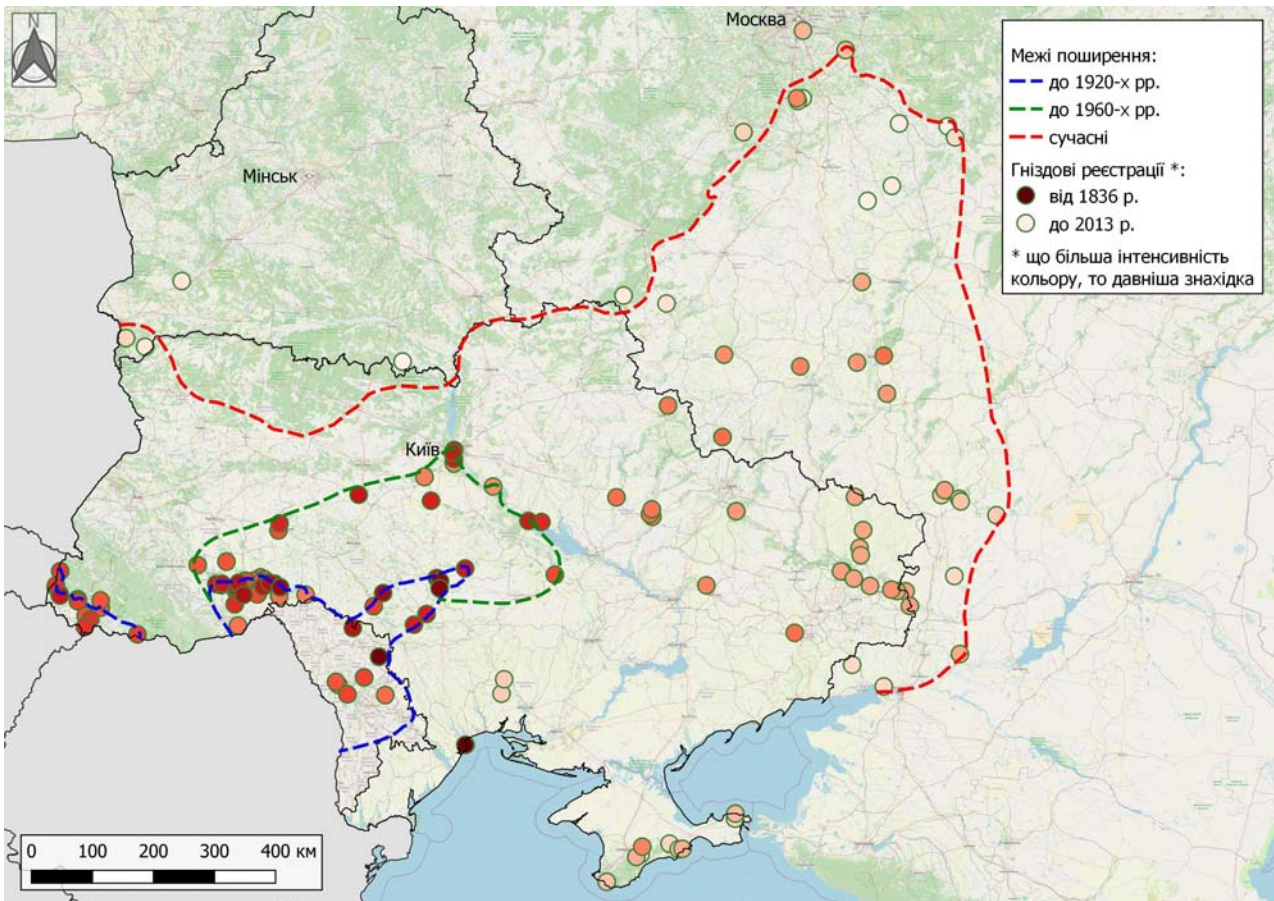 N
Москва
Мінськ
Київ
Межі поширення:
до 1920-х рр.
до 1960-х рр.
сучасні
Гніздові реєстрації *:
від 1836 р.
до 2013 р.
* що більша інтенсивність
кольору, то давніша знахідка
0 100 200 300 400 км